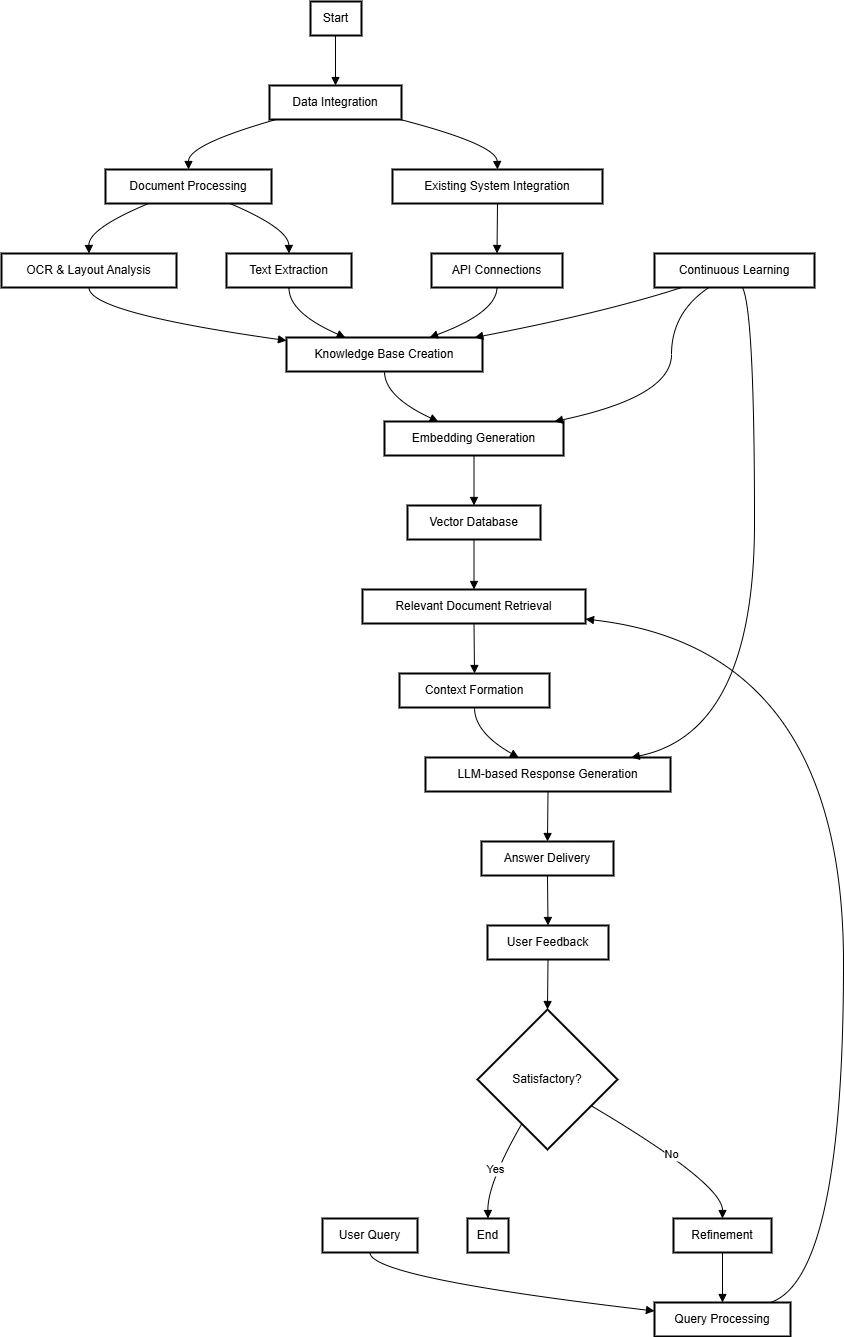 Start
Data Integration
Document Processing
Existing System Integration
OCR & Layout Analysis
Text Extraction
API Connections
Continuous Learning
Knowledge Base Creation
Embedding Generation
Vector Database
Relevant Document Retrieval
Context Formation
LLM-based Response Generation
Answer Delivery
User Feedback
Satisfactory?
No
Yes
User Query
End
Refinement
Query Processing